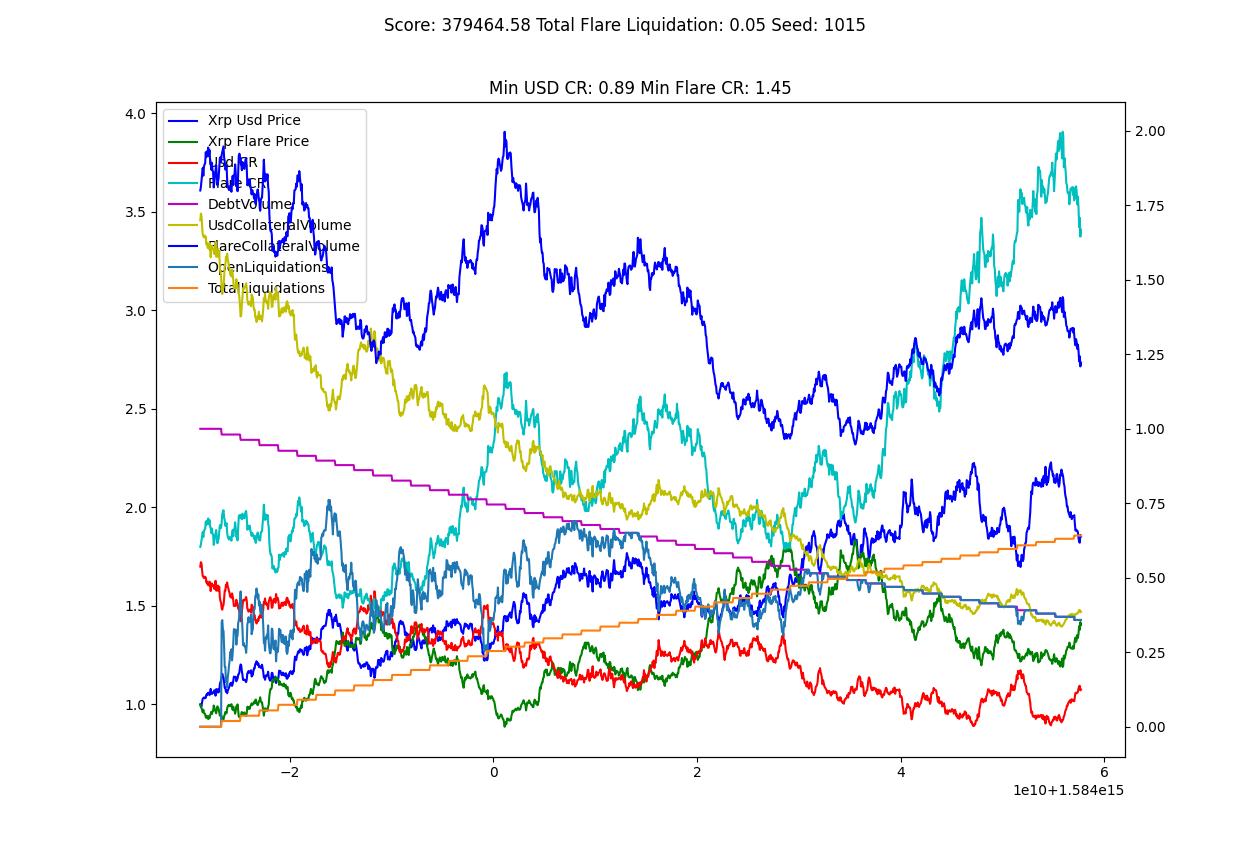 Score: 379464.58 Total Flare Liquidation: 0.05 Seed: 1015
Min USD CR: 0.89 Min Flare CR: 1.45
4.0
3.5
3.0
2.5
2.0
1.5
1.0
Xrp Usd Price
Xrp Flare Price
Usd CR
Flare CR
DebtVolume
UsdCollateralVolume
FlareCollateralVolume
OpenLiquidations
TotalLiquidations
2.00
1.75
1.50
1.25
1.00
0.75
0.50
0.25
0.00
−2 0 2 4 6
1e10+1.584e15